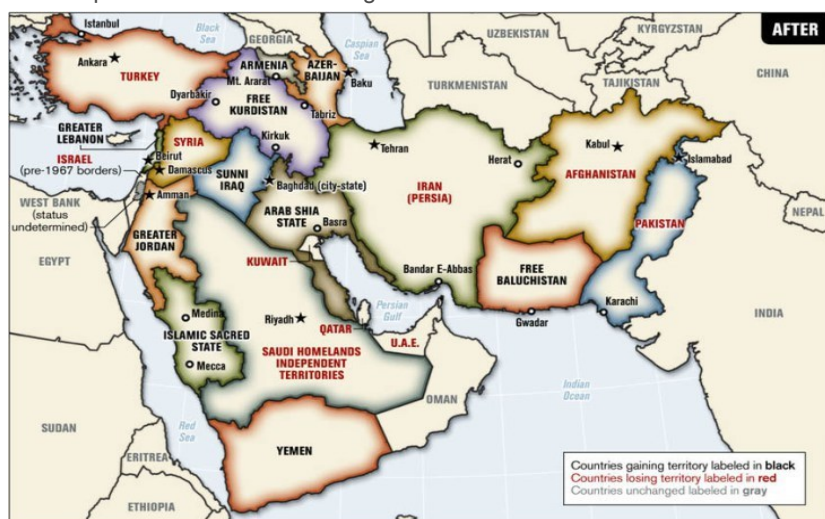 AFTER
Istanbul
Black
Sea
GEORGIA
Caspian
Sea
UZBEKISTAN
KYRGYZSTAN
TAJIKISTAN
CHINA
TURKMENISTAN
Ankara
TURKEY
ARMENIA
Mt. Ararat
AZER-
BAIJAN
Baku
Dyarbakir
FREE
KURDISTAN
Tabriz
Kirkuk
GREATER
LEBANON
SYRIA
ISRAEL
(pre-1967 borders)
Beirut
Damascus
WEST BANK
(status
undetermined)
Amman
SUNNI
IRAQ
Baghdad (city-state)
Tehran
Herat
Kabul
Islamabad
IRAN
(PERSIA)
AFGHANISTAN
PAKISTAN
NEPAL
ARAB SHIA
STATE
Basra
GREATER
JORDAN
EGYPT
KUWAIT
Bandar E-Abbas
FREE
BALUCHISTAN
Karachi
Gwadar
INDIA
Persian
Gulf
Medina
ISLAMIC SACRED
STATE
Mecca
Riyadh
QATAR
U.A.E.
SAUDI HOMELANDS
INDEPENDENT
TERRITORIES
OMAN
Indian
Ocean
Red
Sea
SUDAN
ERITREA
YEMEN
ETHIOPIA
Countries gaining territory labeled in black
Countries losing territory labeled in red
Countries unchanged labeled in gray